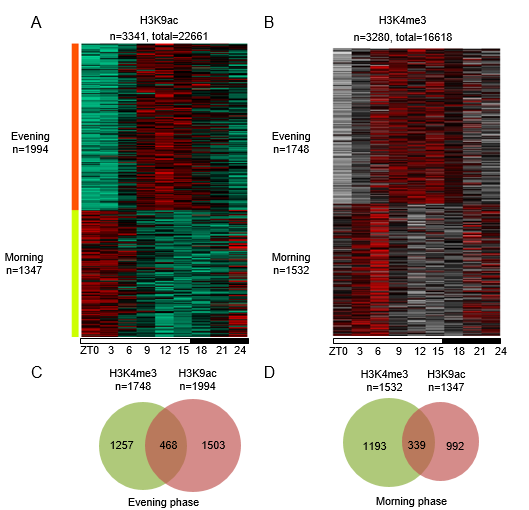 A
H3K9ac
n=3341, total=22661
Evening
n=1994
Morning
n=1347
ZT0 3 6 9 12 15 18 21 24
B
H3K4me3
n=3280, total=16618
Evening
n=1748
Morning
n=1532
ZT0 3 6 9 12 15 18 21 24
C
H3K4me3
n=1748
H3K9ac
n=1994
1257 468 1503
Evening phase
D
H3K4me3
n=1532
H3K9ac
n=1347
1193 339 992
Morning phase